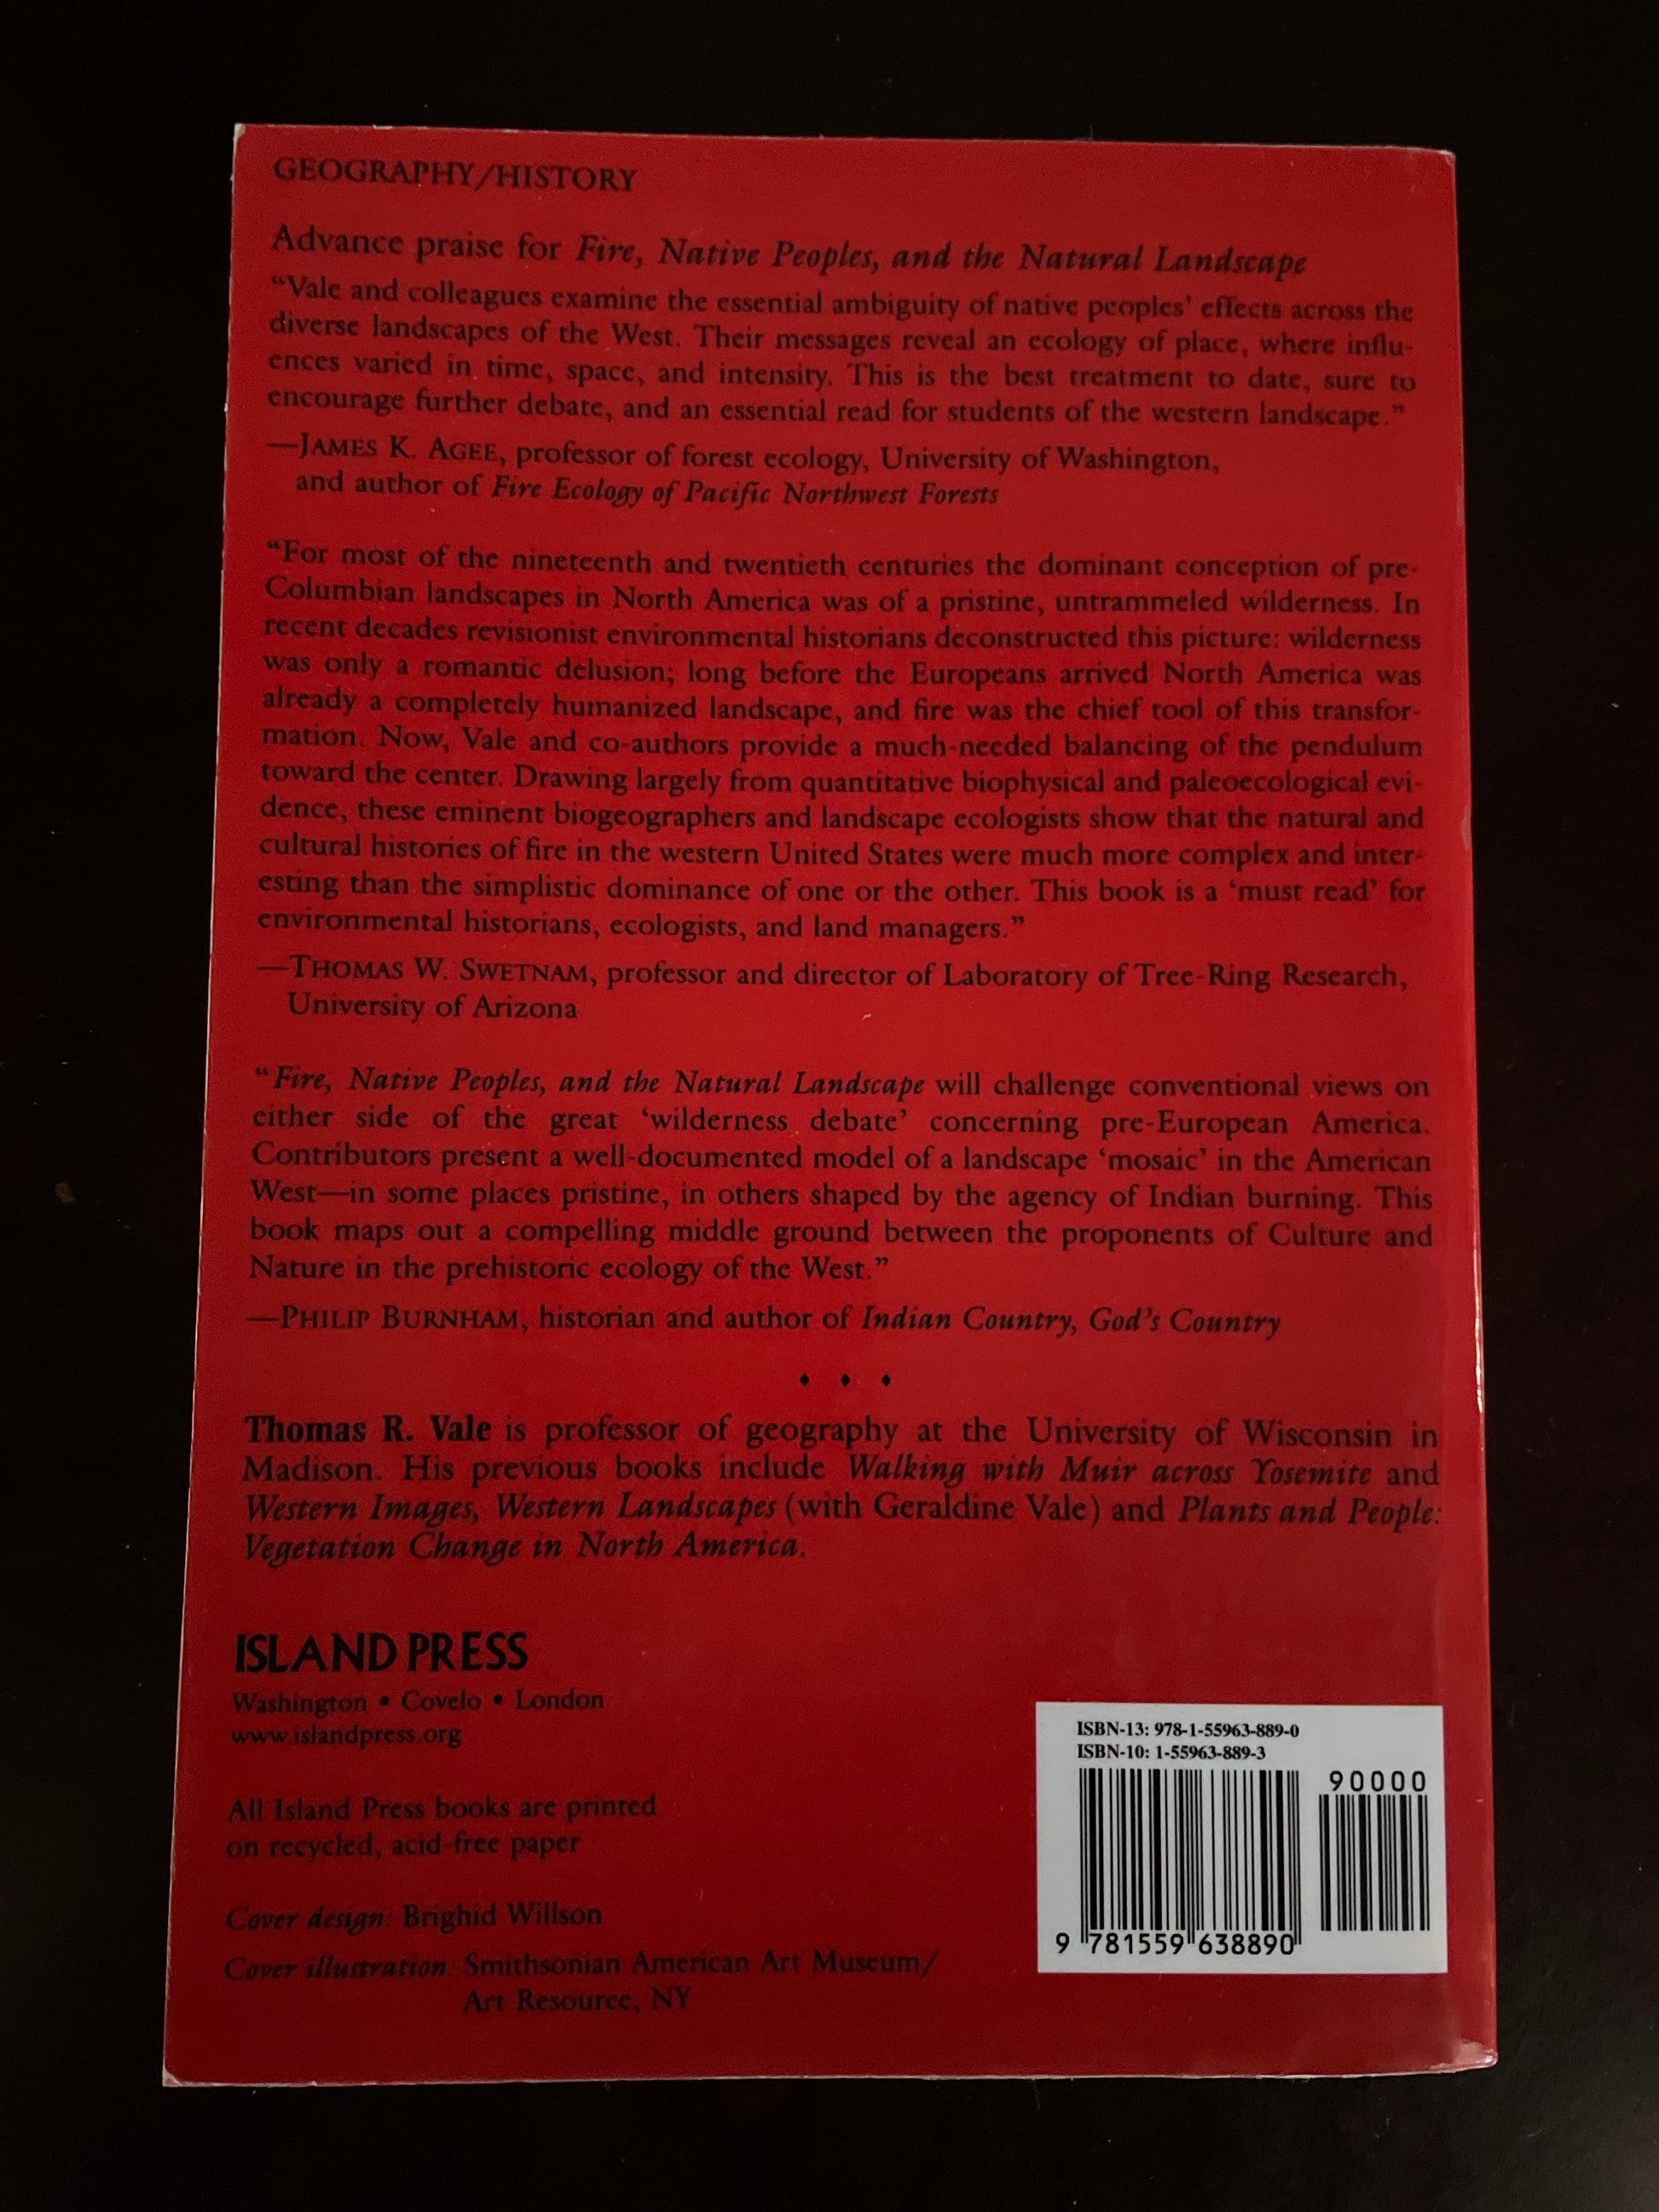 GEOGRAPHY/HISTORY
Advance praise for Fire, Native Peoples, and the Natural Landscape
“Vale and colleagues examine the essential ambiguity of native peoples’ effects across the
diverse landscapes of the West. Their messages reveal an ecology of place, where influ-
ences varied in time, space, and intensity. This is the best treatment to date, sure to
encourage further debate, and an essential read for students of the western landscape.”
—JAMES K. AGEE, professor of forest ecology, University of Washington,
and author of Fire Ecology of Pacific Northwest Forests
“For most of the nineteenth and twentieth centuries the dominant conception of pre-
Columbian landscapes in North America was of a pristine, untrammeled wilderness. In
recent decades revisionist environmental historians deconstructed this picture: wilderness
was only a romantic delusion; long before the Europeans arrived North America was
already a completely humanized landscape, and fire was the chief tool of this transfor-
mation. Now, Vale and co-authors provide a much-needed balancing of the pendulum
toward the center. Drawing largely from quantitative biophysical and paleoecological evi-
dence, these eminent biogeographers and landscape ecologists show that the natural and
cultural histories of fire in the western United States were much more complex and inter-
esting than the simplistic dominance of one or the other. This book is a ‘must read’ for
environmental historians, ecologists, and land managers.”
—THOMAS W. SWETNAM, professor and director of Laboratory of Tree-Ring Research,
University of Arizona
“Fire, Native Peoples, and the Natural Landscape will challenge conventional views on
either side of the great ‘wilderness debate’ concerning pre-European America.
Contributors present a well-documented model of a landscape ‘mosaic’ in the American
West—in some places pristine, in others shaped by the agency of Indian burning. This
book maps out a compelling middle ground between the proponents of Culture and
Nature in the prehistoric ecology of the West.”
—PHILIP BURNHAM, historian and author of Indian Country, God’s Country
• • •
Thomas R. Vale is professor of geography at the University of Wisconsin in
Madison. His previous books include Walking with Muir across Yosemite and
Western Images, Western Landscapes (with Geraldine Vale) and Plants and People:
Vegetation Change in North America.
ISLAND PRESS
Washington • Covelo • London
www.islandpress.org
All Island Press books are printed
on recycled, acid-free paper
Cover design: Brighid Willson
Cover illustration: Smithsonian American Art Museum/
Art Resource, NY
ISBN-13: 978-1-55963-889-0
ISBN-10: 1-55963-889-3
90000
9 781559 638890